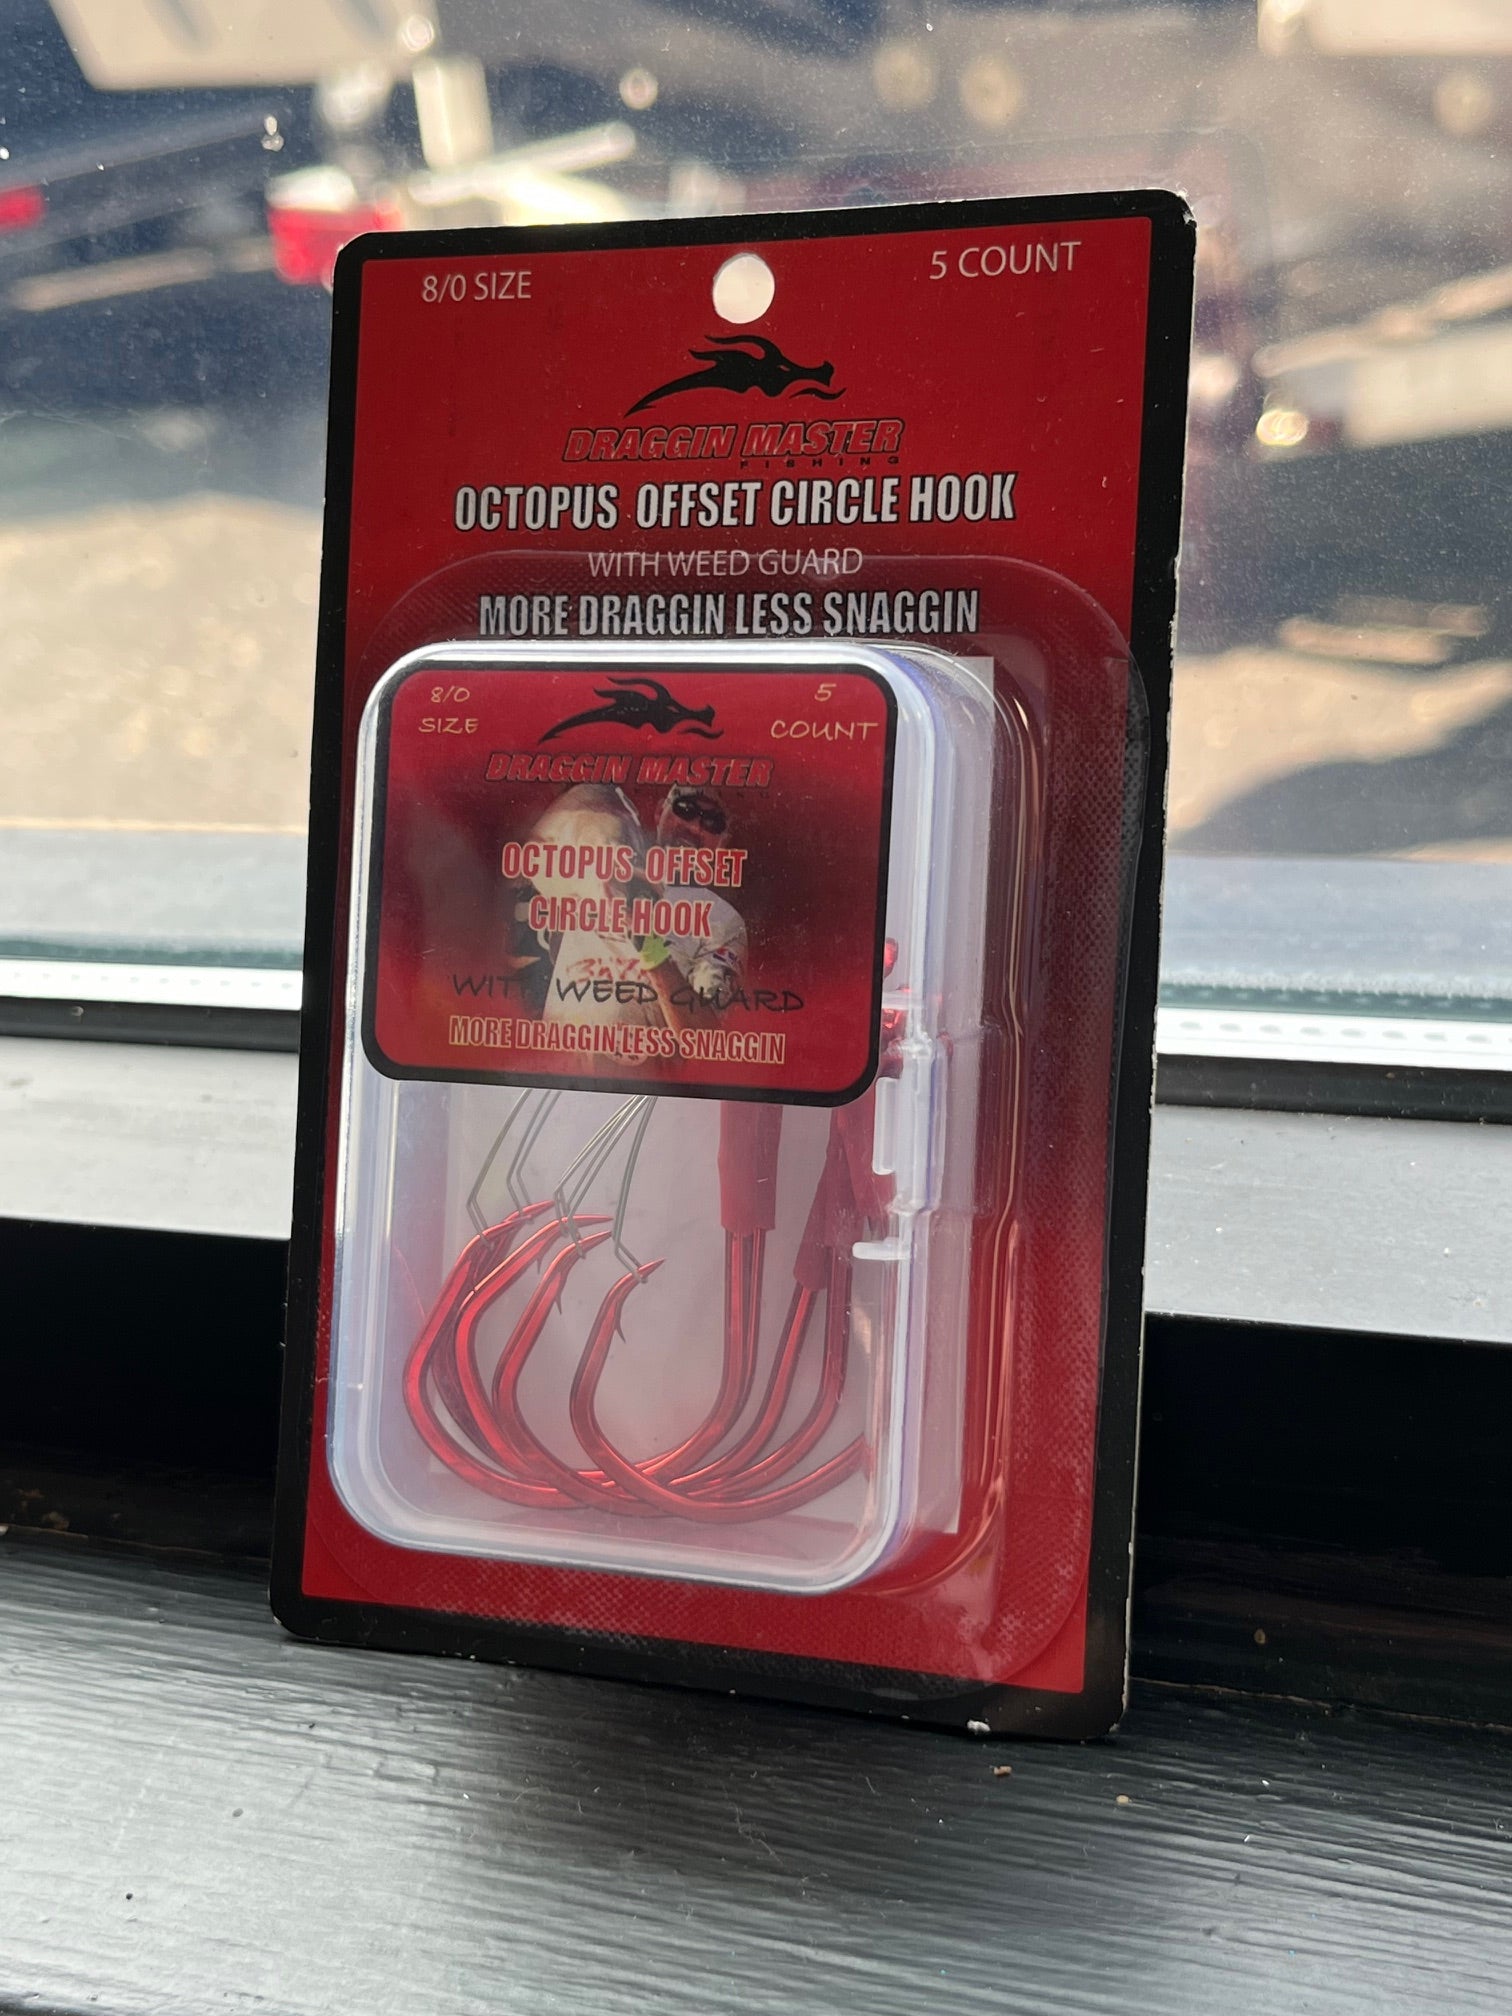 8/0 SIZE
5 COUNT
DRAGGIN MASTER
FISHING
OCTOPUS OFFSET CIRCLE HOOK
WITH WEED GUARD
MORE DRAGGIN LESS SNAGGIN
8/0
SIZE
5
COUNT
DRAGGIN MASTER
OCTOPUS OFFSET
CIRCLE HOOK
WITH WEED GUARD
MORE DRAGGIN LESS SNAGGIN